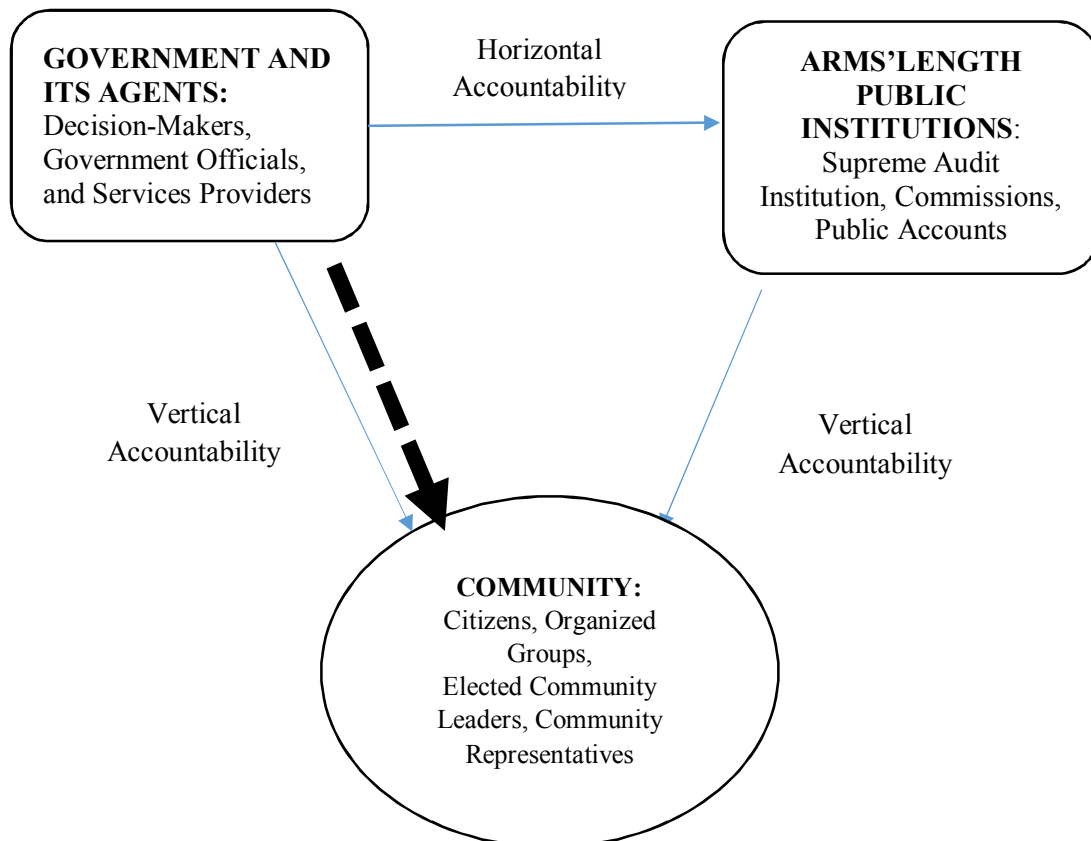 GOVERNMENT AND
ITS AGENTS:
Decision-Makers,
Government Officials,
and Services Providers
Horizontal
Accountability
ARMS’LENGTH
PUBLIC
INSTITUTIONS:
Supreme Audit
Institution, Commissions,
Public Accounts
Vertical
Accountability
Vertical
Accountability
COMMUNITY:
Citizens, Organized
Groups,
Elected Community
Leaders, Community
Representatives